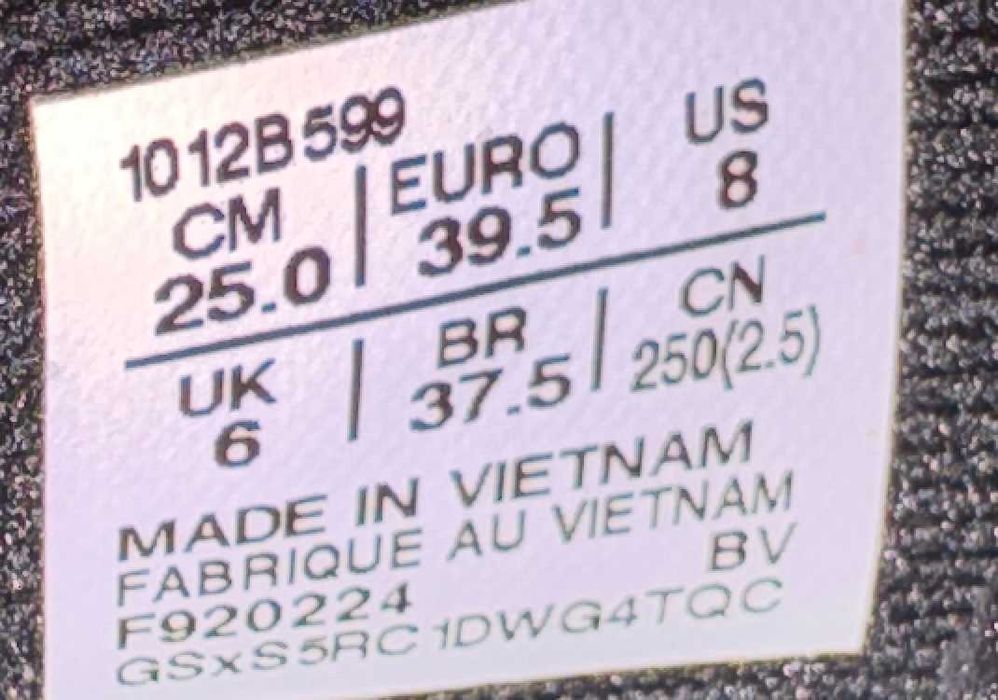 1012B599
CM | EURO | US
25.0 | 39.5 | 8
UK | BR | CN
6 | 37.5 | 250(2.5)
MADE IN VIETNAM
FABRIQUE AU VIETNAM
F920224 BV
GSxS5RC1DWG4TQC